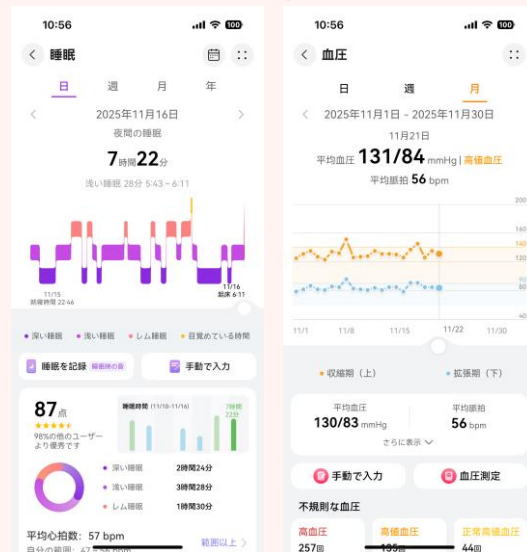 10:56
100
睡眠
日 週 月 年
2025年11月16日
夜間の睡眠
7時間22分
浅い睡眠 28分 5:43 – 6:11
11/15
就寝時間 22:46
11/16
起床 6:11
深い睡眠 浅い睡眠 レム睡眠 目覚めている時間
睡眠を記録 睡眠時の音
手動で入力
87点
98%の他のユーザー
より優秀です
睡眠時間 (11/10-11/16)
7時間
22分
深い睡眠 2時間24分
浅い睡眠 3時間28分
レム睡眠 1時間30分
平均心拍数: 57 bpm
範囲以上
10:56
100
血圧
日 週 月
2025年11月1日 – 2025年11月30日
11月21日
平均血圧 131/84 mmHg | 高値血圧
平均脈拍 56 bpm
200
160
140
120
90
80
40
11/1 11/8 11/15 11/22 11/30
収縮期（上） 拡張期（下）
平均血圧
130/83 mmHg
平均脈拍
56 bpm
さらに表示
手動で入力
血圧測定
不規則な血圧
高血圧
257回
高値血圧
195回
正常高値血圧
44回